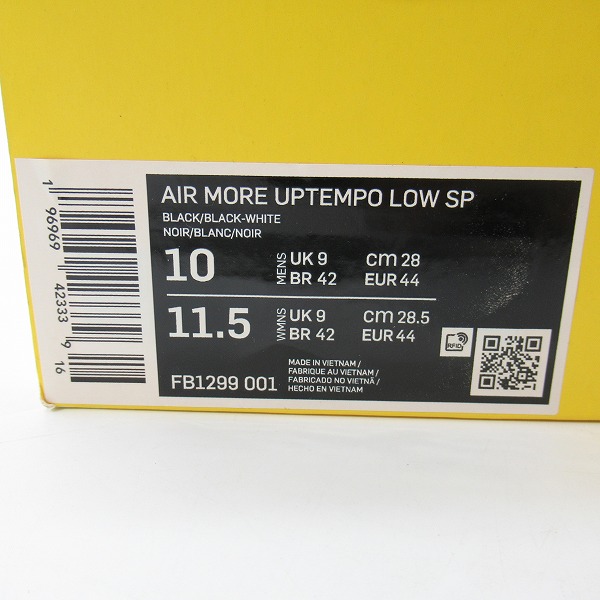 AIR MORE UPTEMPO LOW SP
BLACK/BLACK-WHITE
NOIR/BLANC/NOIR
10 MENS UK 9 cm 28
BR 42 EUR 44
11.5 WMNS UK 9 cm 28.5
BR 42 EUR 44
FB1299 001
MADE IN VIETNAM /
FABRIQUE AU VIETNAM /
FABRICADO NO VIETNÃ /
HECHO EN VIETNAM
RFID
1 96969 42333 9 16